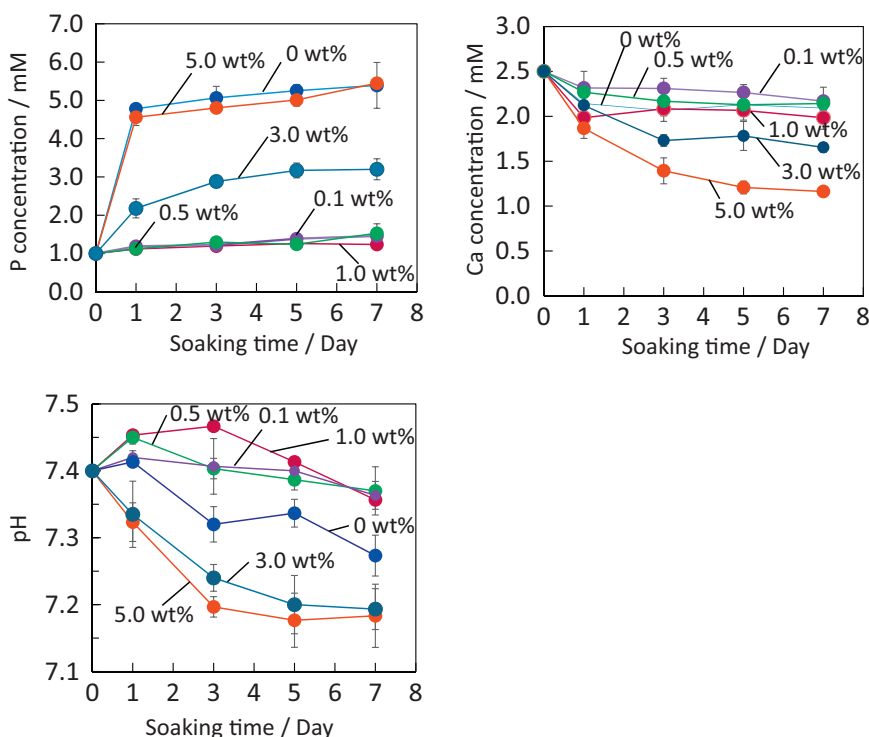 P concentration / mM
7.0
6.0
5.0
4.0
3.0
2.0
1.0
0.0
5.0 wt%
0 wt%
3.0 wt%
0.5 wt%
0.1 wt%
1.0 wt%
0 1 2 3 4 5 6 7 8
Soaking time / Day
Ca concentration / mM
3.0
2.5
2.0
1.5
1.0
0.5
0.0
0 wt%
0.5 wt%
0.1 wt%
1.0 wt%
3.0 wt%
5.0 wt%
0 1 2 3 4 5 6 7 8
Soaking time / Day
pH
7.5
7.4
7.3
7.2
7.1
0.5 wt%
0.1 wt%
1.0 wt%
0 wt%
3.0 wt%
5.0 wt%
0 1 2 3 4 5 6 7 8
Soaking time / Day